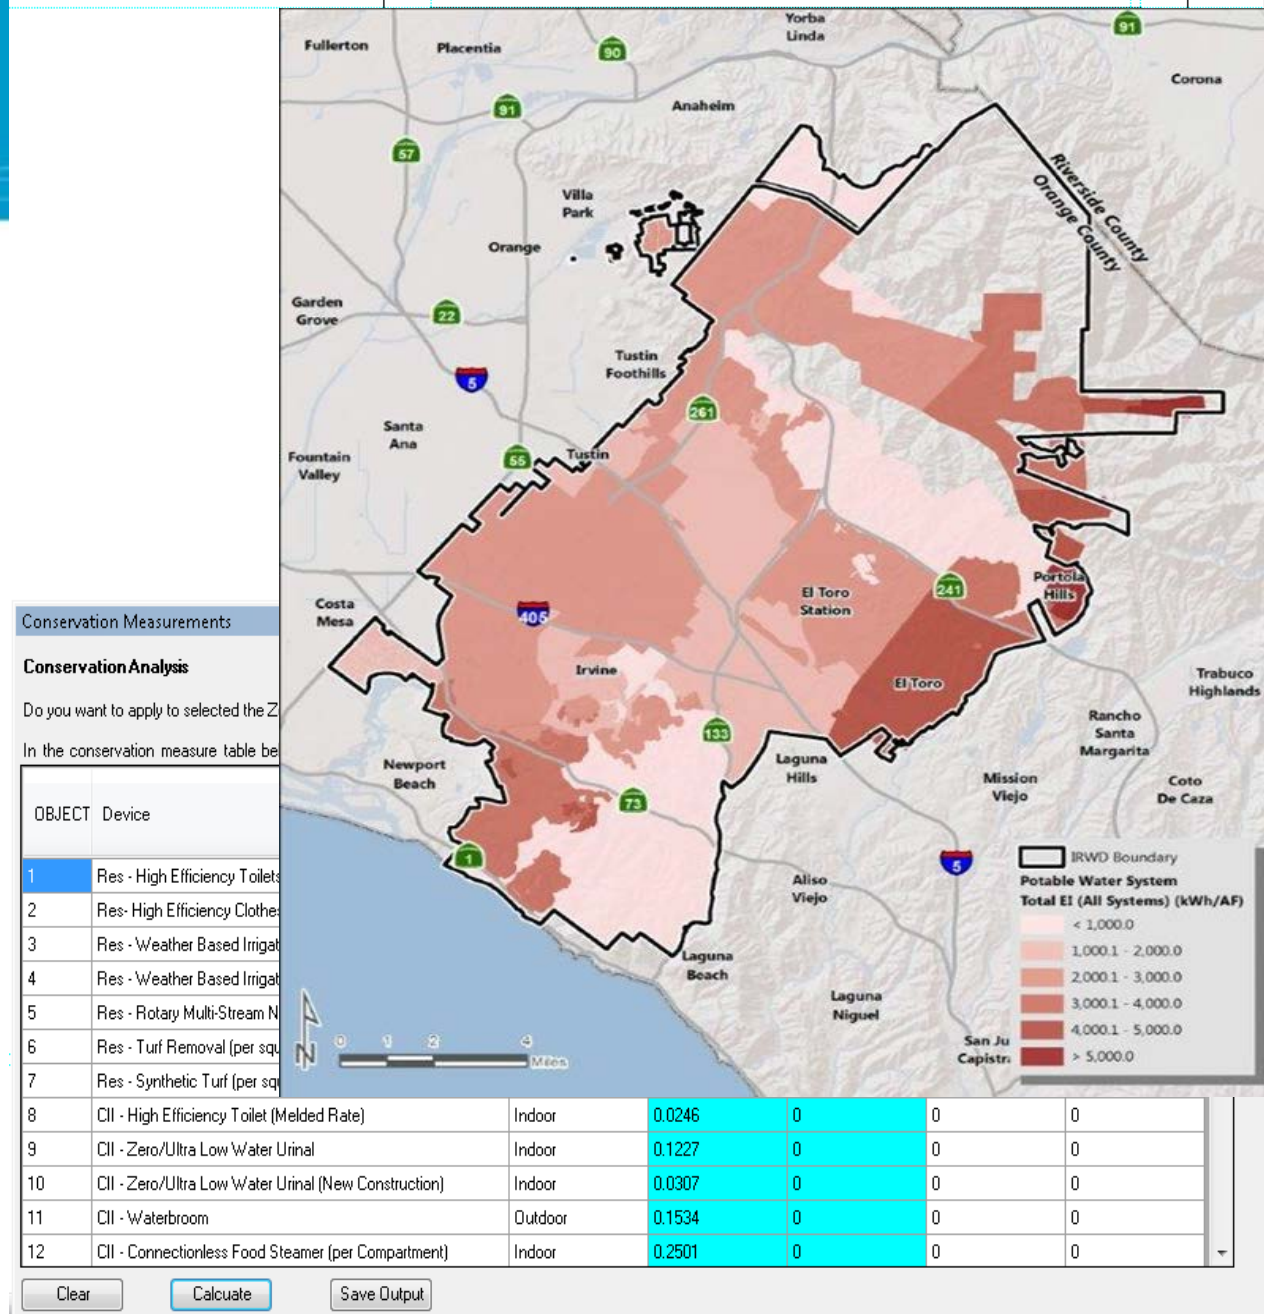 Yorba
Linda
91
Fullerton
Placentia
90
Corona
Anaheim
91
57
Riverside County
Orange County
Villa
Park
Orange
Garden
Grove
22
Tustin
Foothills
5
261
Santa
Ana
Fountain
Valley
55
Tustin
Portola
Hills
241
El Toro
Station
Costa
Mesa
405
Irvine
El Toro
Trabuco
Highlands
Rancho
Santa
Margarita
133
Laguna
Hills
Newport
Beach
Mission
Viejo
Coto
De Caza
73
1
5
Aliso
Viejo
Laguna
Beach
Laguna
Niguel
San Ju
Capistr
IRWD Boundary
Potable Water System
Total EI (All Systems) (kWh/AF)
< 1,000.0
1,000.1 - 2,000.0
2,000.1 - 3,000.0
3,000.1 - 4,000.0
4,000.1 - 5,000.0
> 5,000.0
N
0 1 2 4
Miles
Conservation Measurements
Conservation Analysis
Do you want to apply to selected the Z
In the conservation measure table be
OBJECT Device
1 Res - High Efficiency Toilets
2 Res- High Efficiency Clothe
3 Res - Weather Based Irrigat
4 Res - Weather Based Irrigat
5 Res - Rotary Multi-Stream N
6 Res - Turf Removal (per squ
7 Res - Synthetic Turf (per sq
8 CII - High Efficiency Toilet (Melded Rate) Indoor 0.0246 0 0 0
9 CII - Zero/Ultra Low Water Urinal Indoor 0.1227 0 0 0
10 CII - Zero/Ultra Low Water Urinal (New Construction) Indoor 0.0307 0 0 0
11 CII - Waterbroom Outdoor 0.1534 0 0 0
12 CII - Connectionless Food Steamer (per Compartment) Indoor 0.2501 0 0 0
Clear Calcuate Save Output